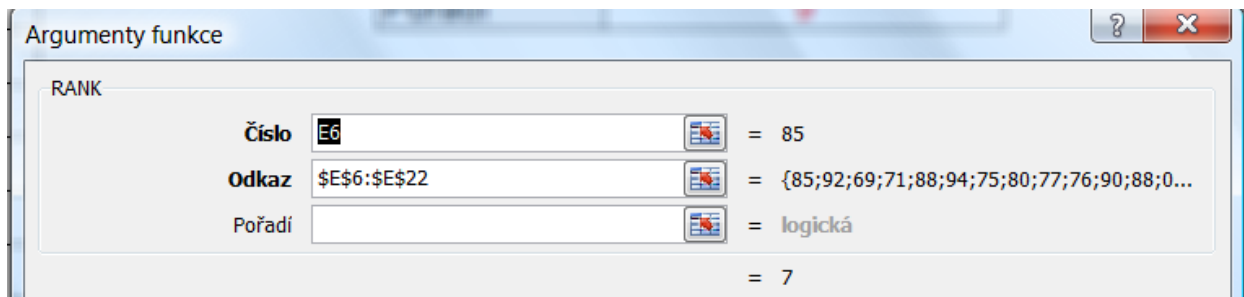 Argumenty funkce
RANK
Číslo E6 = 85
Odkaz $E$6:$E$22 = {85;92;69;71;88;94;75;80;77;76;90;88;0...
Pořadí = logická
= 7